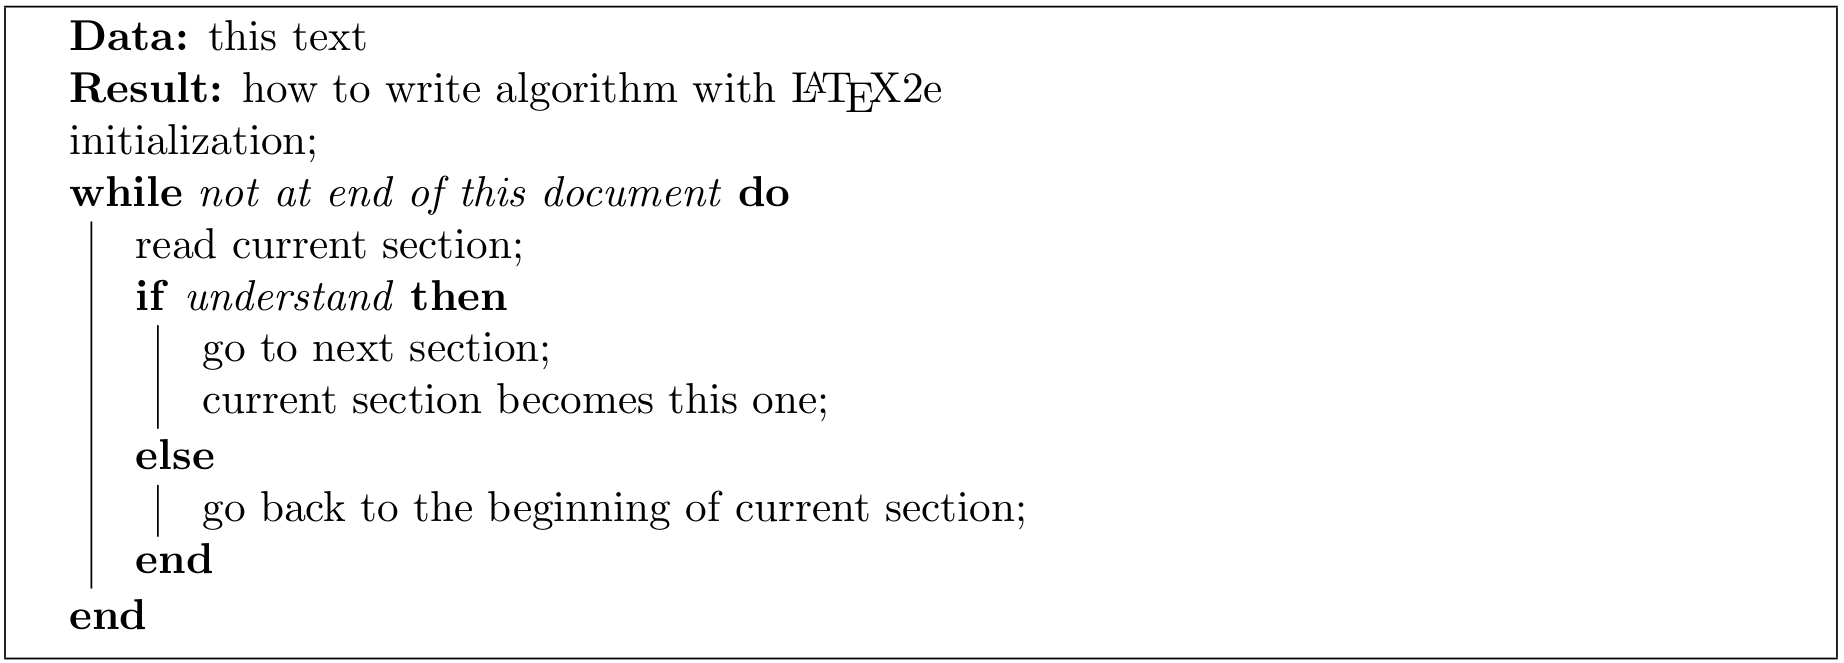 Data: this text
Result: how to write algorithm with LATEX2e
initialization;
while not at end of this document do
read current section;
if understand then
go to next section;
current section becomes this one;
else
go back to the beginning of current section;
end
end